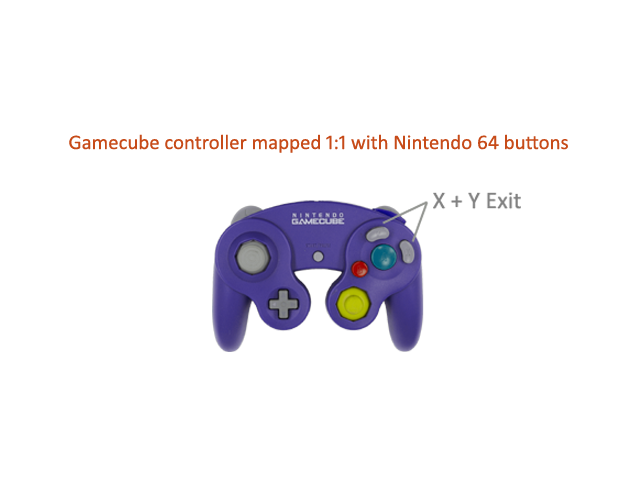 Gamecube controller mapped 1:1 with Nintendo 64 buttons
X + Y Exit
NINTENDO
GAMECUBE